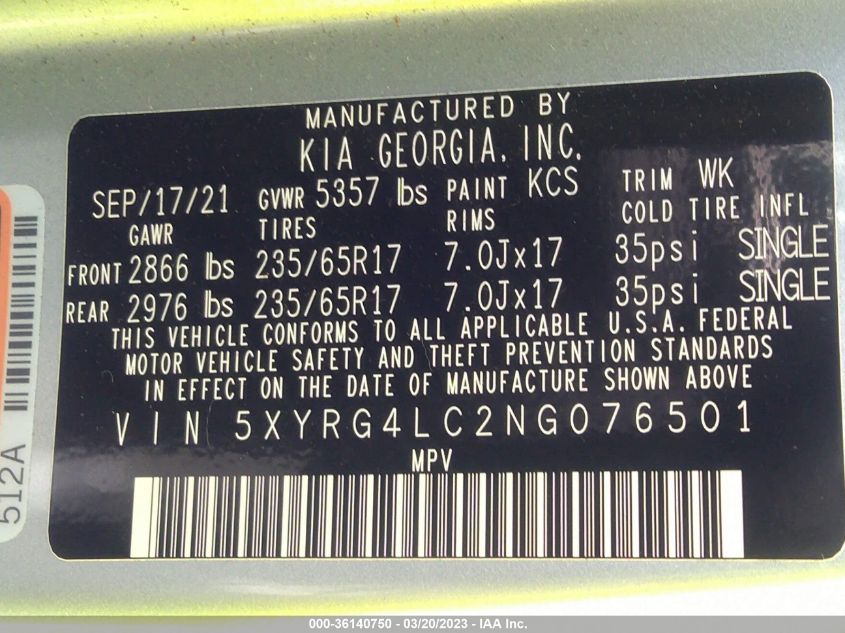 MANUFACTURED BY
KIA GEORGIA, INC.
SEP/17/21 GVWR 5357 lbs PAINT KCS TRIM WK
GAWR TIRES RIMS COLD TIRE INFL
FRONT 2866 lbs 235/65R17 7.0Jx17 35psi SINGLE
REAR 2976 lbs 235/65R17 7.0Jx17 35psi SINGLE
THIS VEHICLE CONFORMS TO ALL APPLICABLE U.S.A. FEDERAL
MOTOR VEHICLE SAFETY AND THEFT PREVENTION STANDARDS
IN EFFECT ON THE DATE OF MANUFACTURE SHOWN ABOVE
VIN 5XYRG4LC2NG076501
MPV
512A
000-36140750 - 03/20/2023 - IAA Inc.